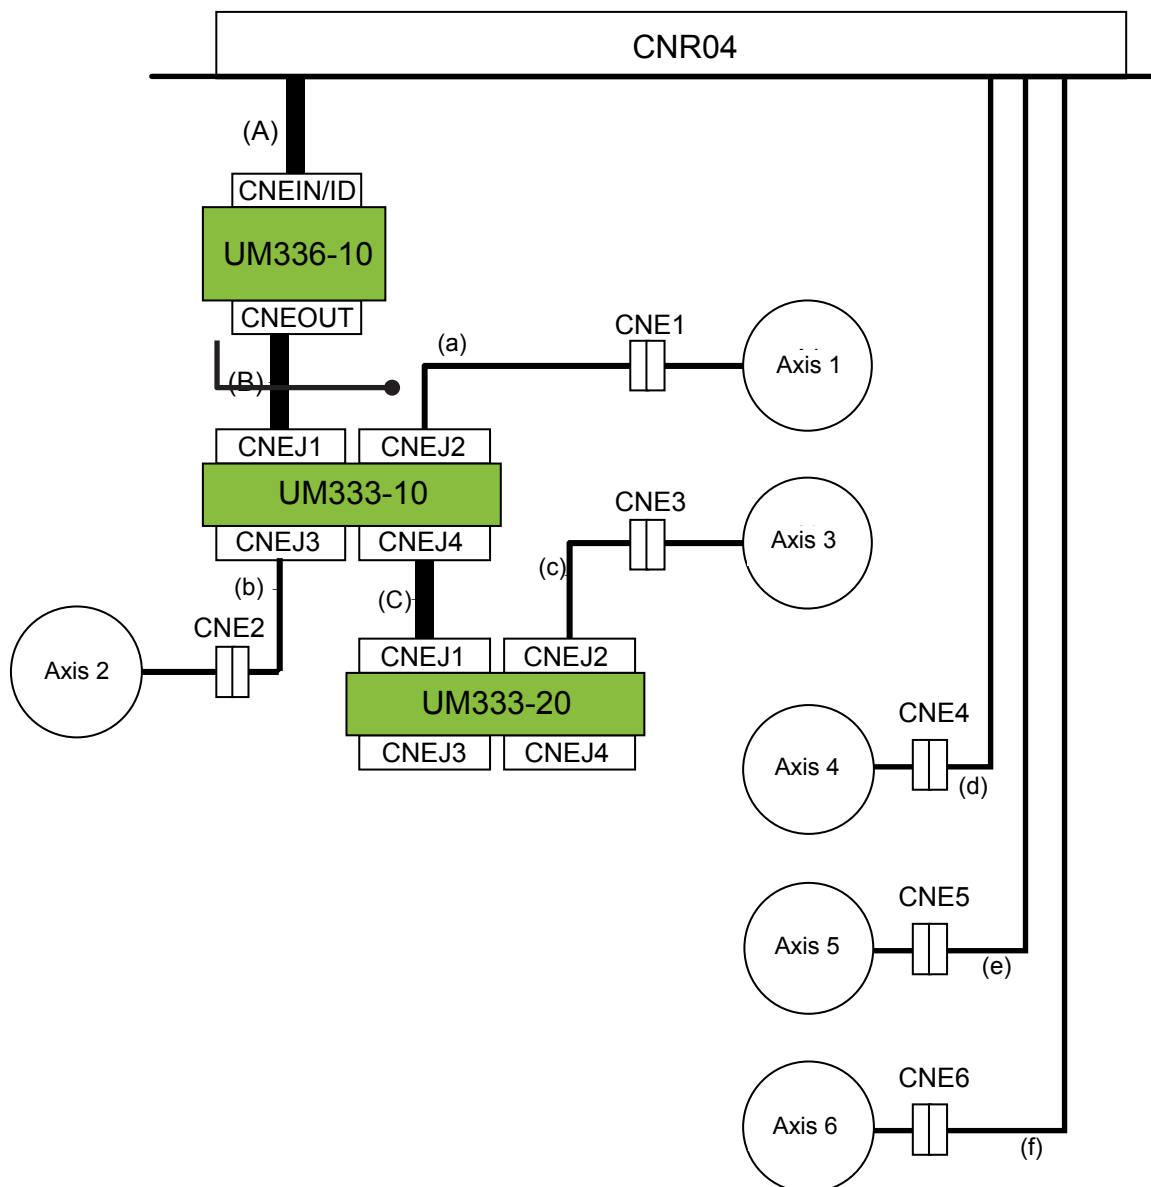 CNR04
(A)
CNEIN/ID
UM336-10
CNEOUT
(B)
(a)
CNE1
Axis 1
CNEJ1
CNEJ2
UM333-10
CNEJ3
CNEJ4
CNE3
Axis 3
(b)
(C)
(c)
CNE2
Axis 2
CNEJ1
CNEJ2
UM333-20
CNEJ3
CNEJ4
CNE4
Axis 4
(d)
CNE5
Axis 5
(e)
CNE6
Axis 6
(f)